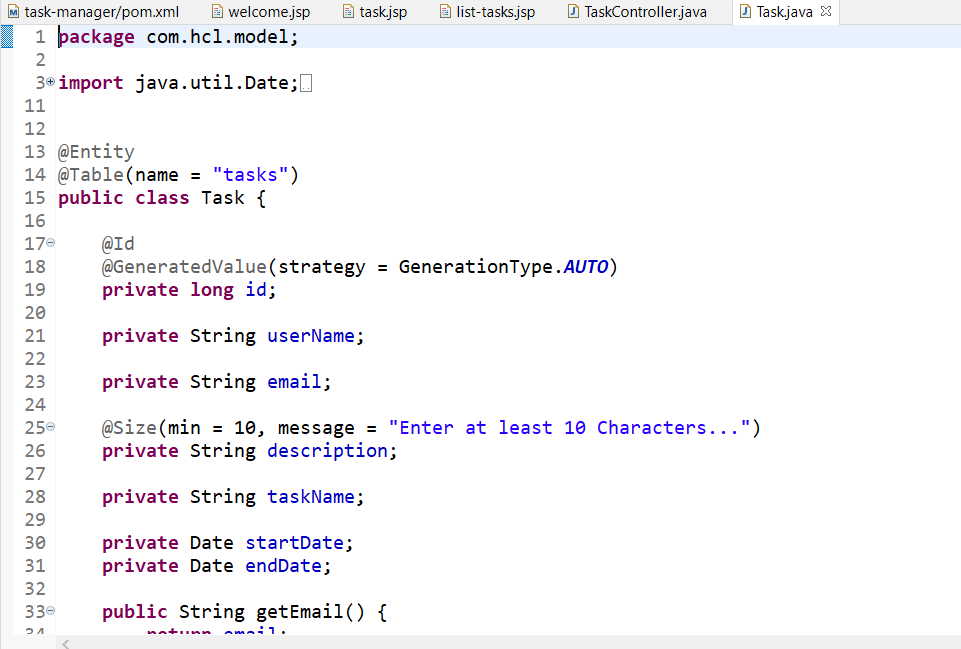 task-manager/pom.xml welcome.jsp task.jsp list-tasks.jsp TaskController.java Task.java
1 package com.hcl.model;
2
3 import java.util.Date;
11
12
13 @Entity
14 @Table(name = "tasks")
15 public class Task {
16
17 @Id
18 @GeneratedValue(strategy = GenerationType.AUTO)
19 private long id;
20
21 private String userName;
22
23 private String email;
24
25 @Size(min = 10, message = "Enter at least 10 Characters...")
26 private String description;
27
28 private String taskName;
29
30 private Date startDate;
31 private Date endDate;
32
33 public String getEmail() {
34 return email;